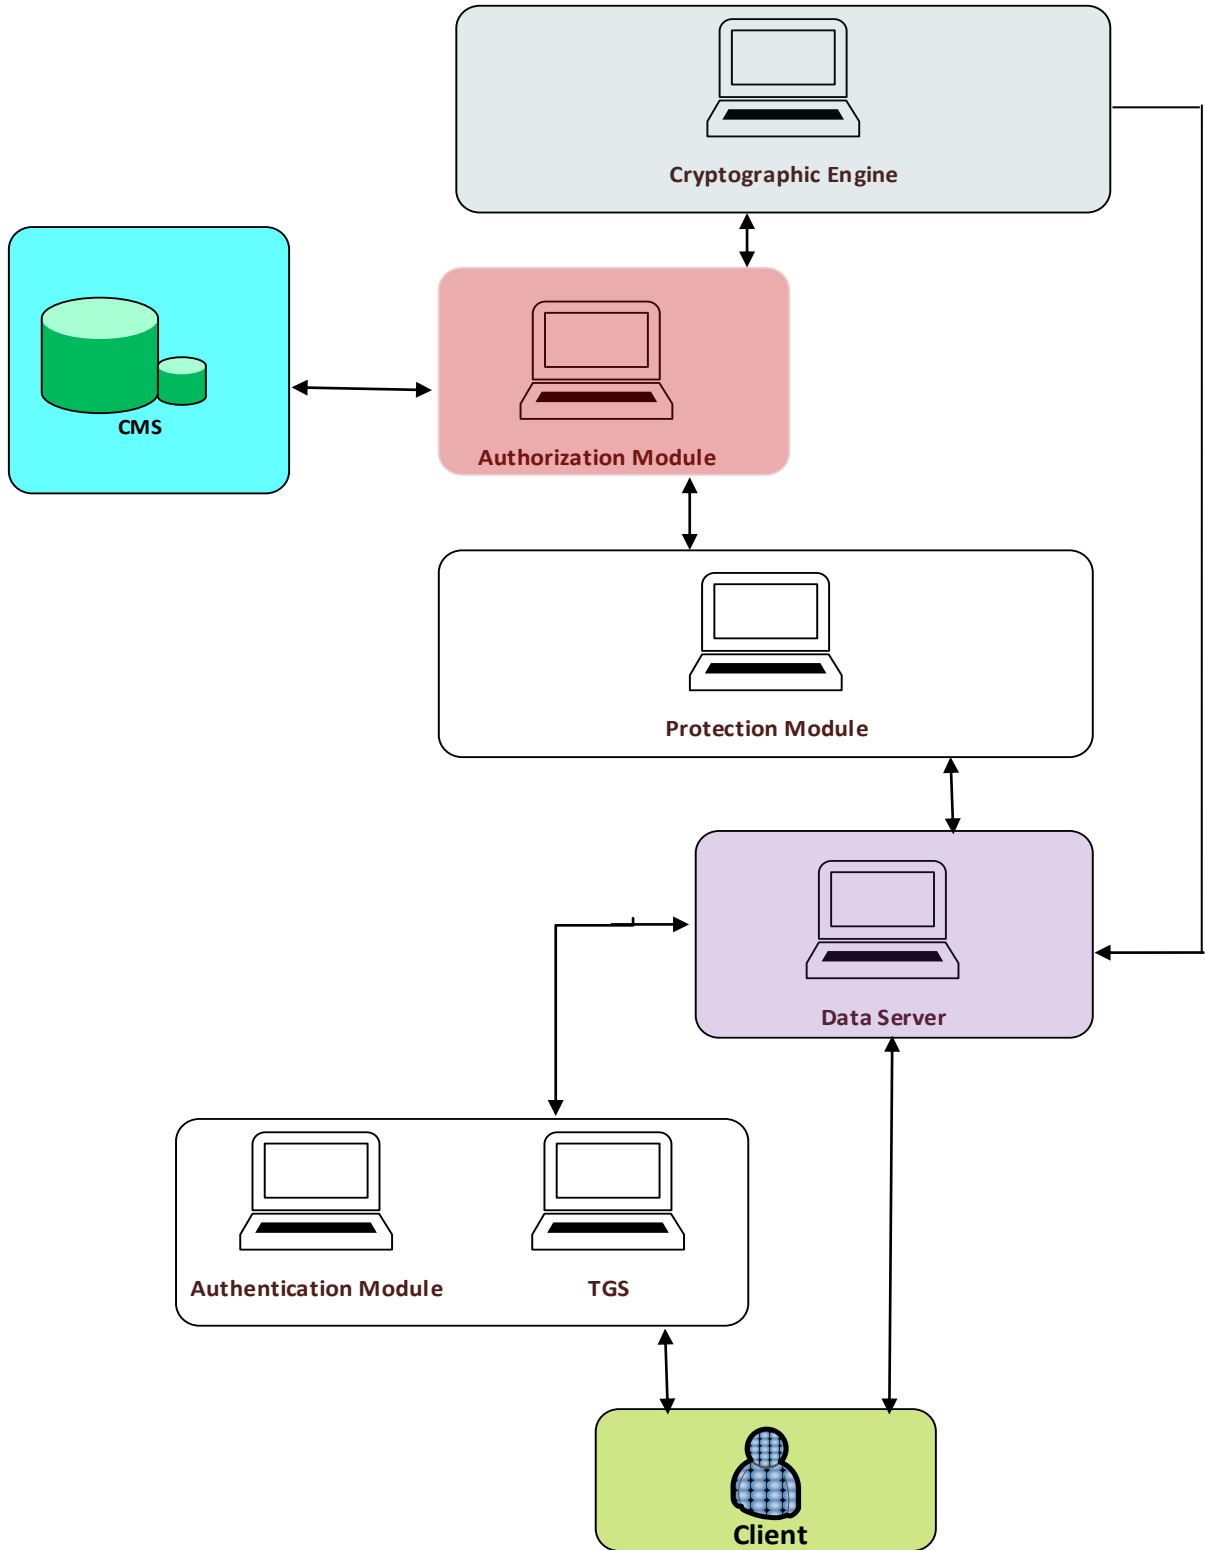 Cryptographic Engine
CMS
Authorization Module
Protection Module
Data Server
Authentication Module
TGS
Client